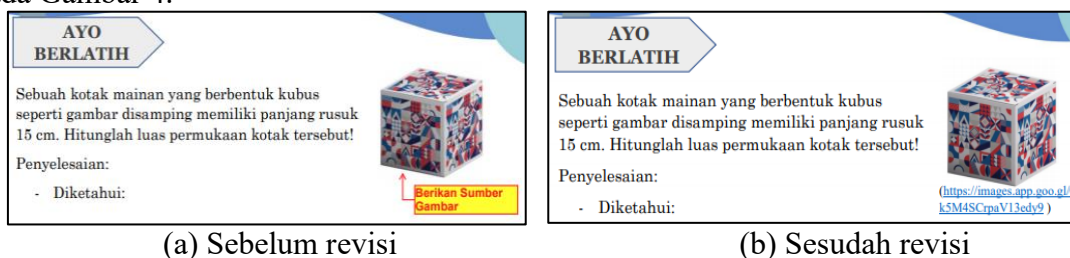 AYO
BERLATIH
Sebuah kotak mainan yang berbentuk kubus
seperti gambar disamping memiliki panjang rusuk
15 cm. Hitunglah luas permukaan kotak tersebut!
Penyelesaian:
- Diketahui:
Berikan Sumber
Gambar
(a) Sebelum revisi
AYO
BERLATIH
Sebuah kotak mainan yang berbentuk kubus
seperti gambar disamping memiliki panjang rusuk
15 cm. Hitunglah luas permukaan kotak tersebut!
Penyelesaian:
- Diketahui:
(https://images.app.goo.gl/
k5M4SCrpaV13edy9 )
(b) Sesudah revisi